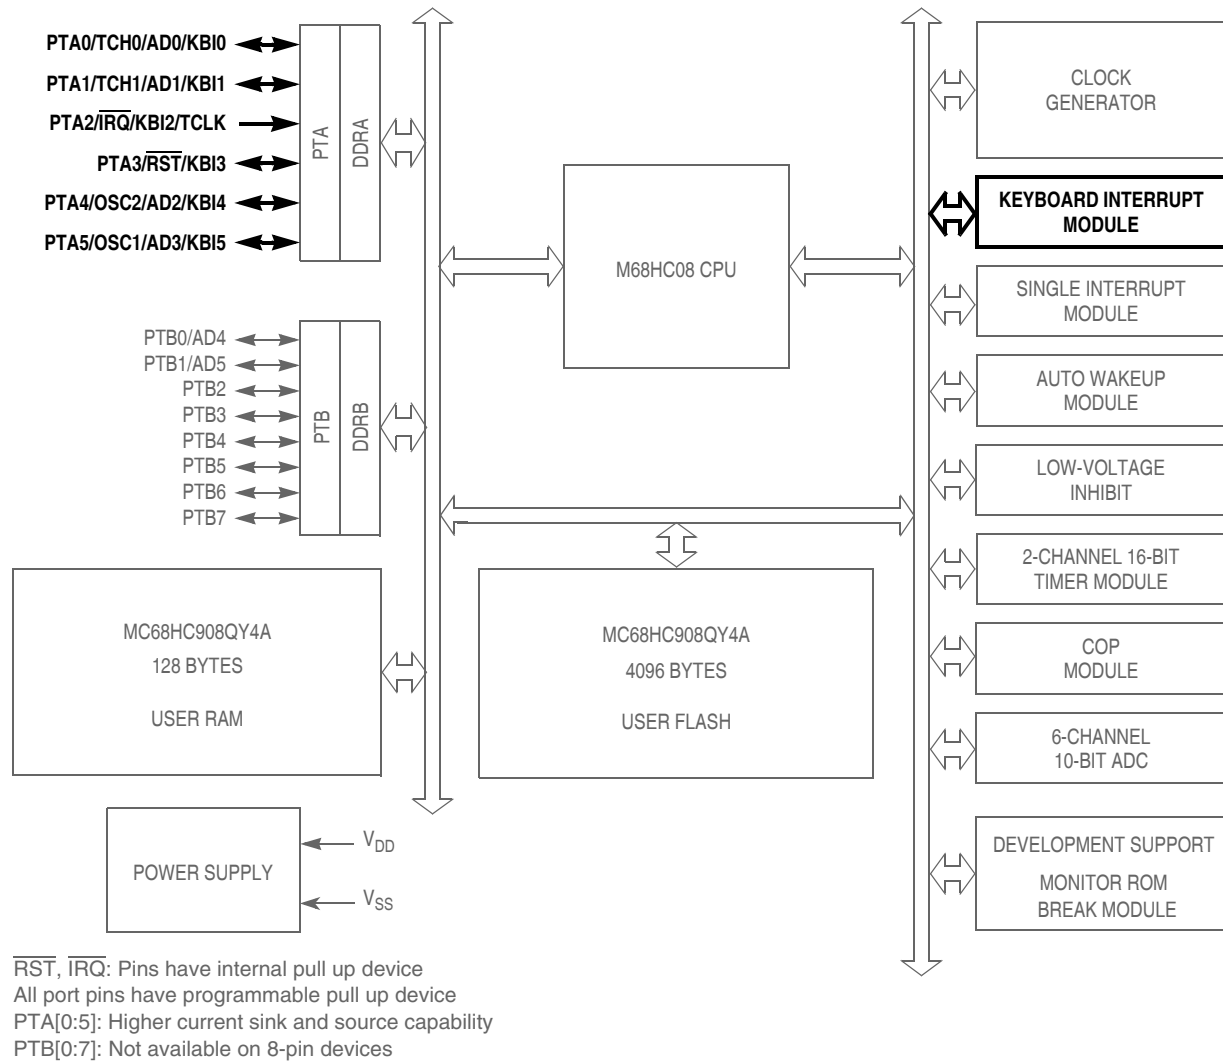 PTA0/TCH0/AD0/KBI0
PTA1/TCH1/AD1/KBI1
PTA2/I̅R̅Q̅/KBI2/TCLK
PTA3/R̅S̅T̅/KBI3
PTA4/OSC2/AD2/KBI4
PTA5/OSC1/AD3/KBI5
PTA
DDRA
PTB0/AD4
PTB1/AD5
PTB2
PTB3
PTB4
PTB5
PTB6
PTB7
PTB
DDRB
M68HC08 CPU
MC68HC908QY4A
128 BYTES
USER RAM
MC68HC908QY4A
4096 BYTES
USER FLASH
POWER SUPPLY
V_DD
V_SS
CLOCK
GENERATOR
KEYBOARD INTERRUPT
MODULE
SINGLE INTERRUPT
MODULE
AUTO WAKEUP
MODULE
LOW-VOLTAGE
INHIBIT
2-CHANNEL 16-BIT
TIMER MODULE
COP
MODULE
6-CHANNEL
10-BIT ADC
DEVELOPMENT SUPPORT
MONITOR ROM
BREAK MODULE
R̅S̅T̅, I̅R̅Q̅: Pins have internal pull up device
All port pins have programmable pull up device
PTA[0:5]: Higher current sink and source capability
PTB[0:7]: Not available on 8-pin devices